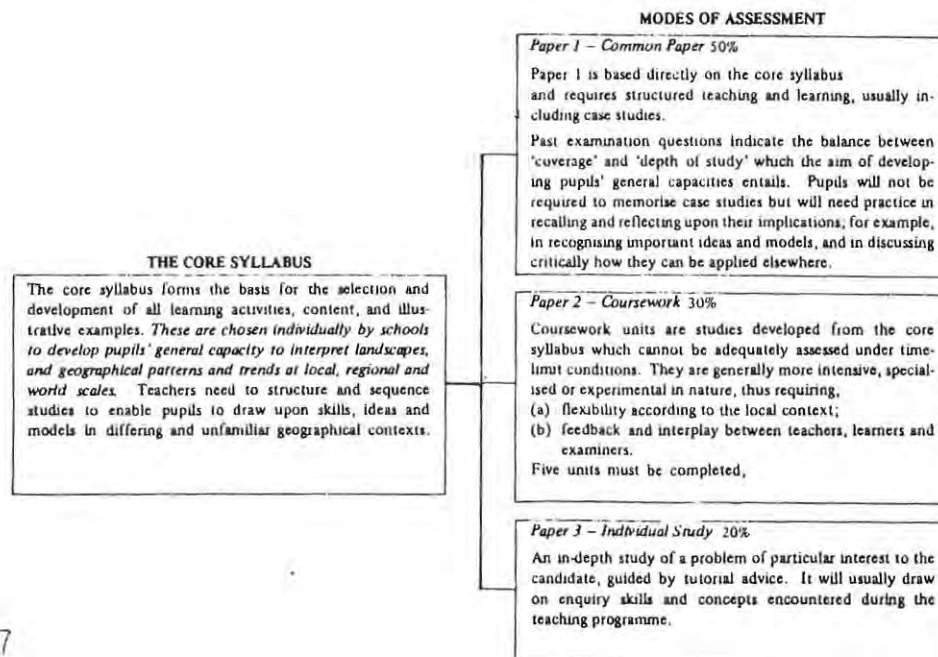 MODES OF ASSESSMENT
Paper 1 – Common Paper 50%
Paper 1 is based directly on the core syllabus
and requires structured teaching and learning, usually in-
cluding case studies.
Past examination questions indicate the balance between
'coverage' and 'depth of study' which the aim of develop-
ing pupils' general capacities entails. Pupils will not be
required to memorise case studies but will need practice in
recalling and reflecting upon their implications; for example,
in recognising important ideas and models, and in discussing
critically how they can be applied elsewhere.
THE CORE SYLLABUS
The core syllabus forms the basis for the selection and
development of all learning activities, content, and illus-
trative examples. These are chosen individually by schools
to develop pupils' general capacity to interpret landscapes,
and geographical patterns and trends at local, regional and
world scales. Teachers need to structure and sequence
studies to enable pupils to draw upon skills, ideas and
models in differing and unfamiliar geographical contexts.
Paper 2 – Coursework 30%
Coursework units are studies developed from the core
syllabus which cannot be adequately assessed under time-
limit conditions. They are generally more intensive, special-
ised or experimental in nature, thus requiring,
(a) flexibility according to the local context;
(b) feedback and interplay between teachers, learners and
examiners.
Five units must be completed,
Paper 3 – Individual Study 20%
An in-depth study of a problem of particular interest to the
candidate, guided by tutorial advice. It will usually draw
on enquiry skills and concepts encountered during the
teaching programme.
7